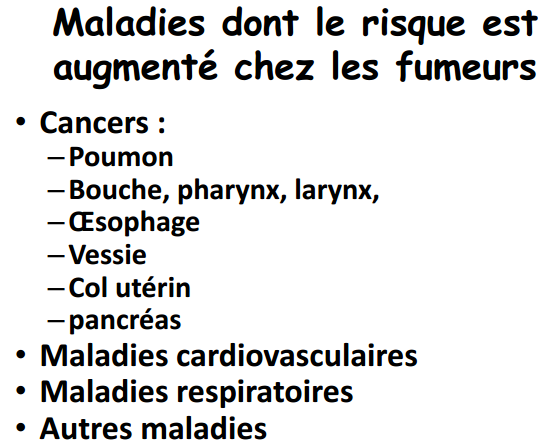 Maladies dont le risque est
augmenté chez les fumeurs
• Cancers :
– Poumon
– Bouche, pharynx, larynx,
– Œsophage
– Vessie
– Col utérin
– pancréas
• Maladies cardiovasculaires
• Maladies respiratoires
• Autres maladies